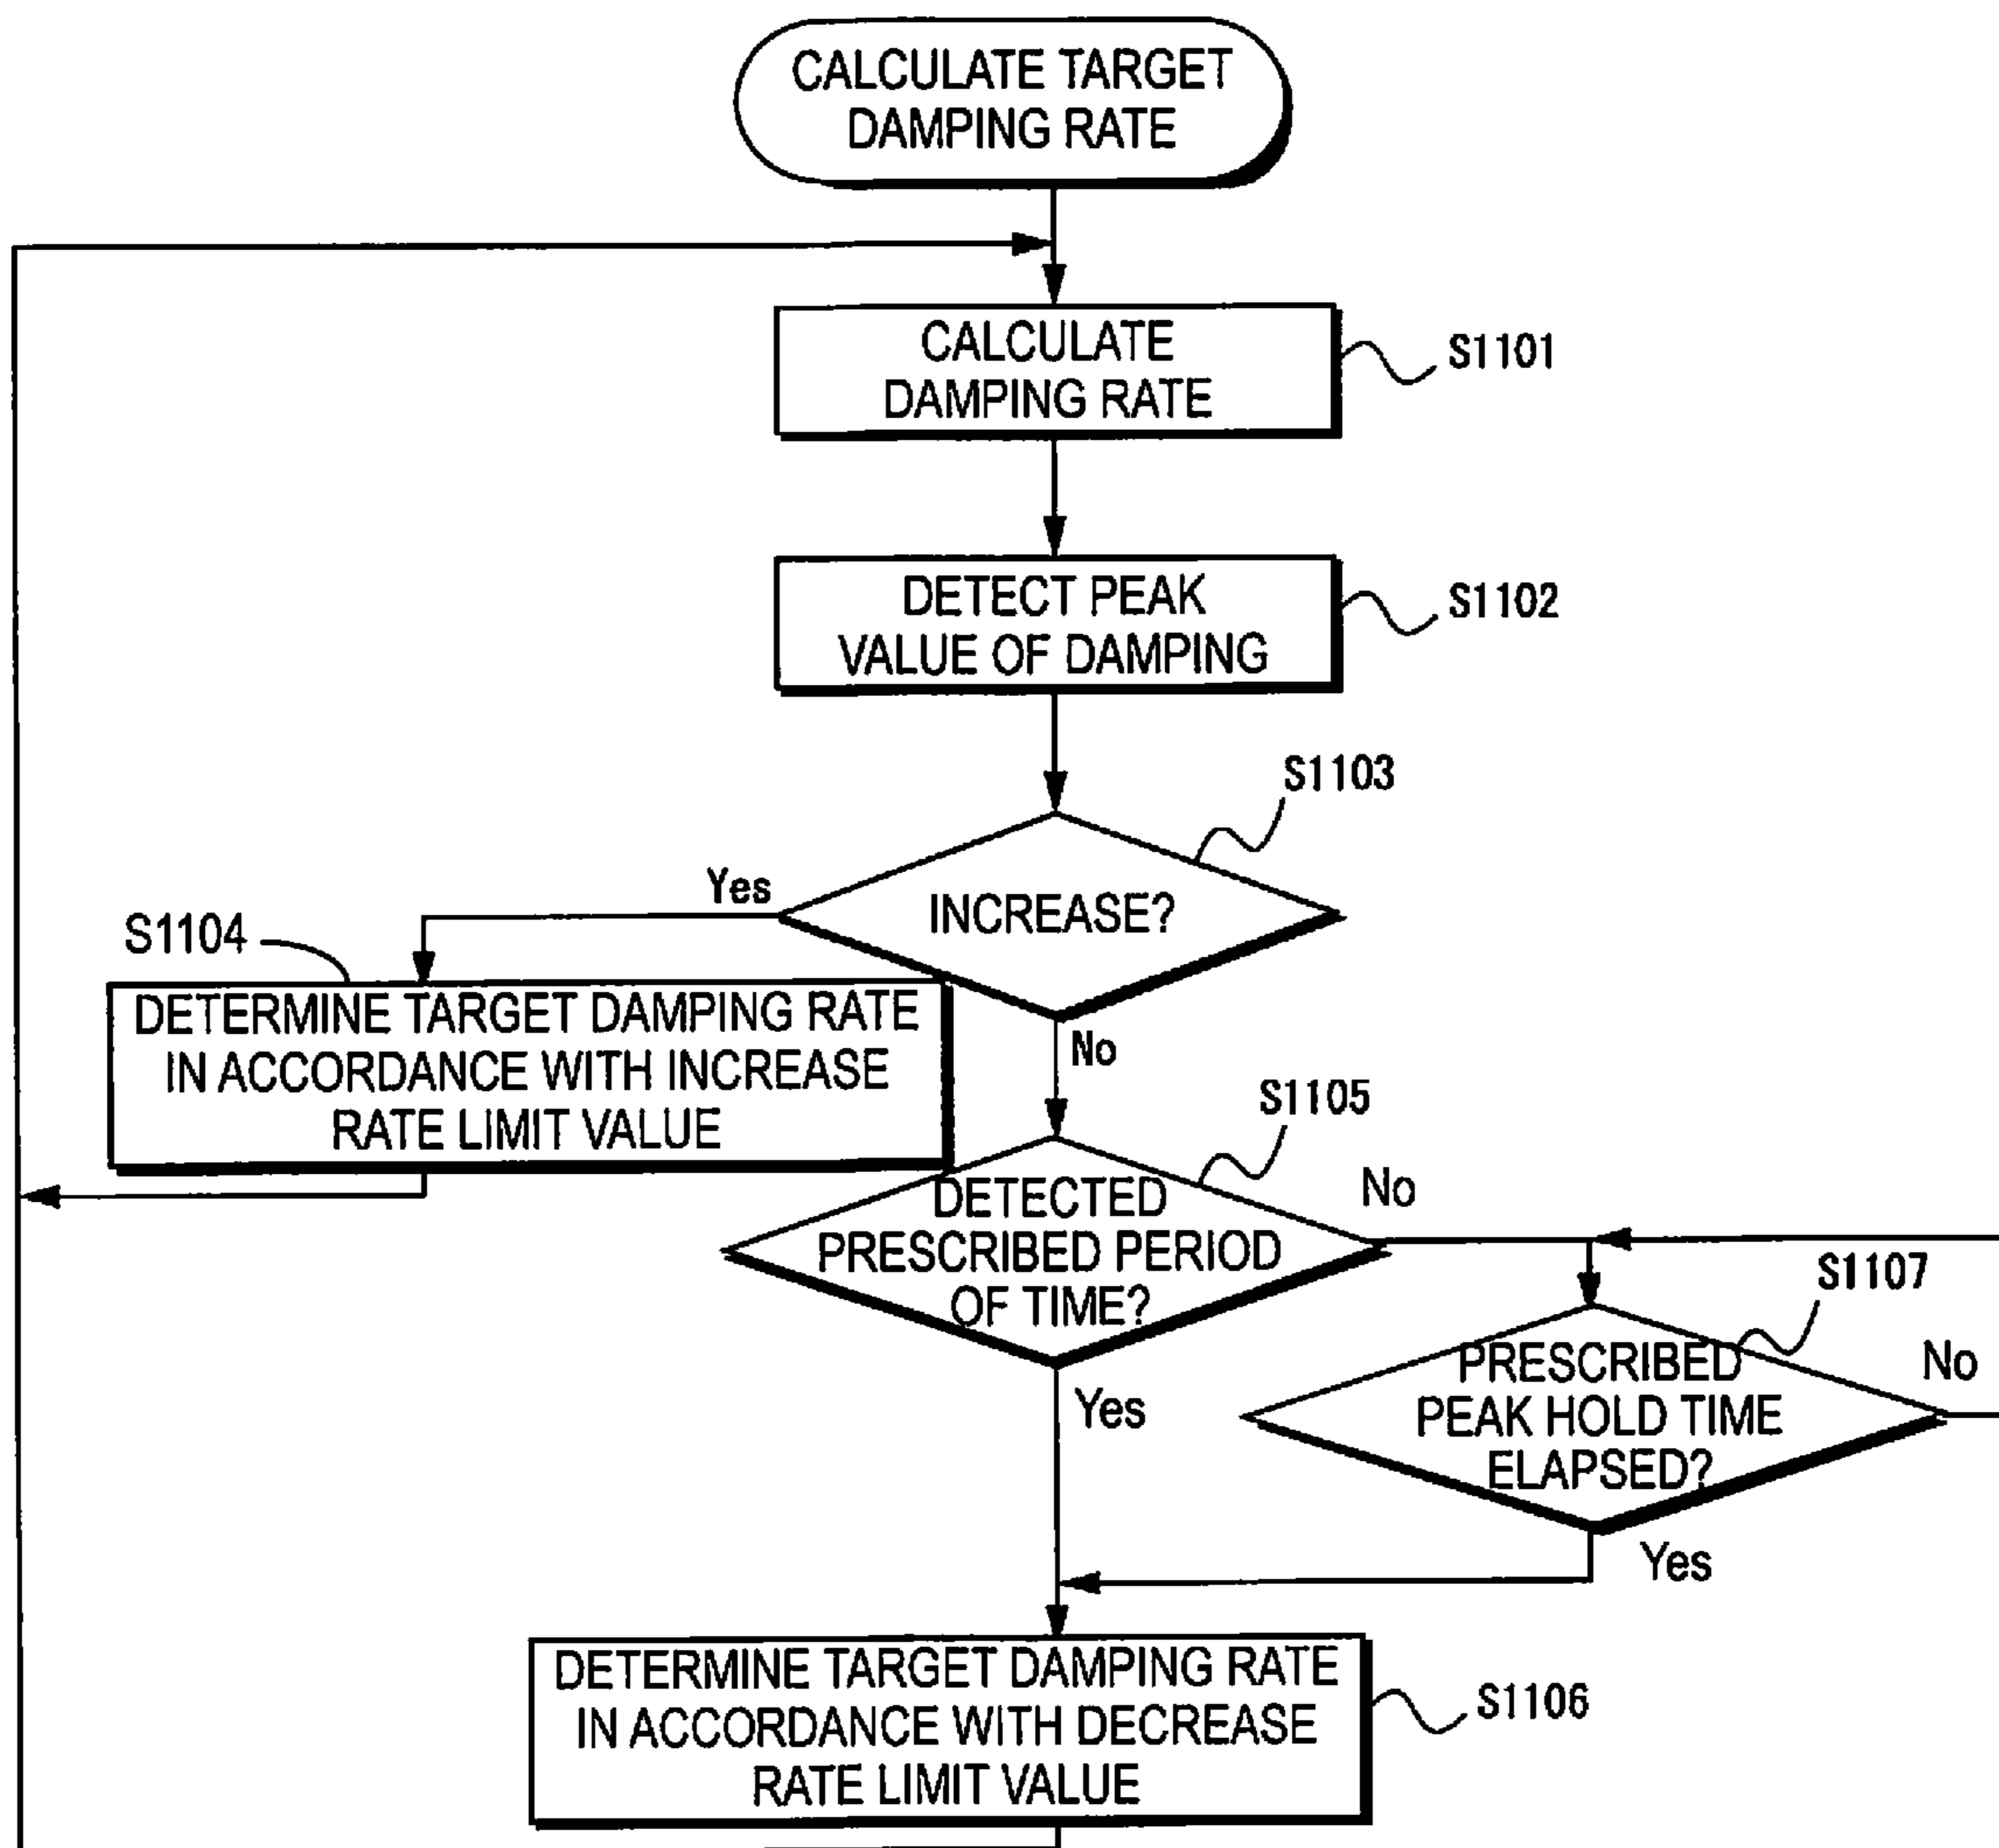 CALCULATE TARGET
DAMPING RATE
CALCULATE
DAMPING RATE
S1101
DETECT PEAK
VALUE OF DAMPING
S1102
S1103
Yes
INCREASE?
S1104
DETERMINE TARGET DAMPING RATE
IN ACCORDANCE WITH INCREASE
RATE LIMIT VALUE
No
S1105
DETECTED
PRESCRIBED PERIOD
OF TIME?
No
S1107
PRESCRIBED
PEAK HOLD TIME
ELAPSED?
No
Yes
Yes
DETERMINE TARGET DAMPING RATE
IN ACCORDANCE WITH DECREASE
RATE LIMIT VALUE
S1106